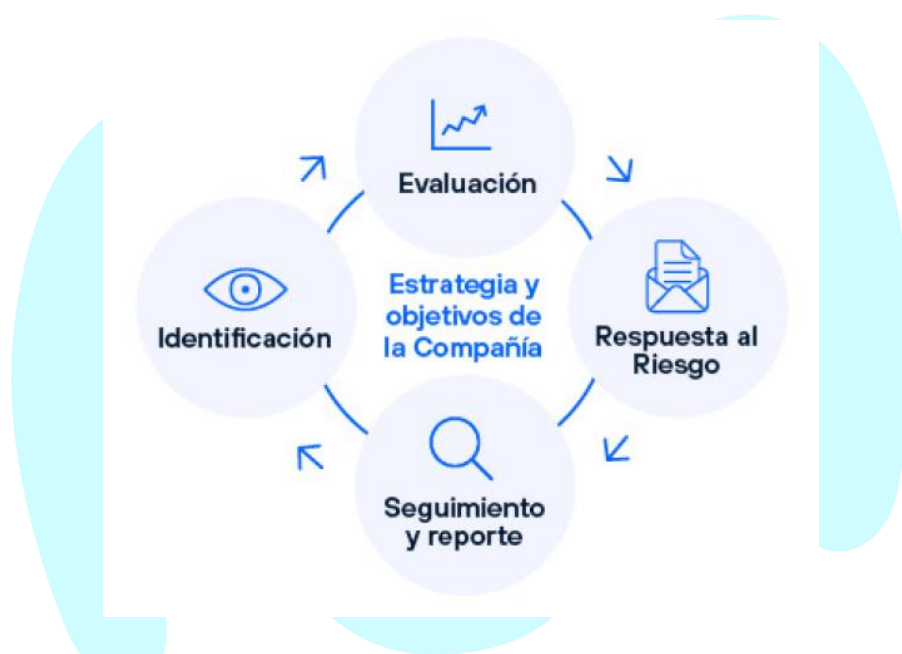 Evaluación
Estrategia y
objetivos de
la Compañía
Identificación
Respuesta al
Riesgo
Seguimiento
y reporte